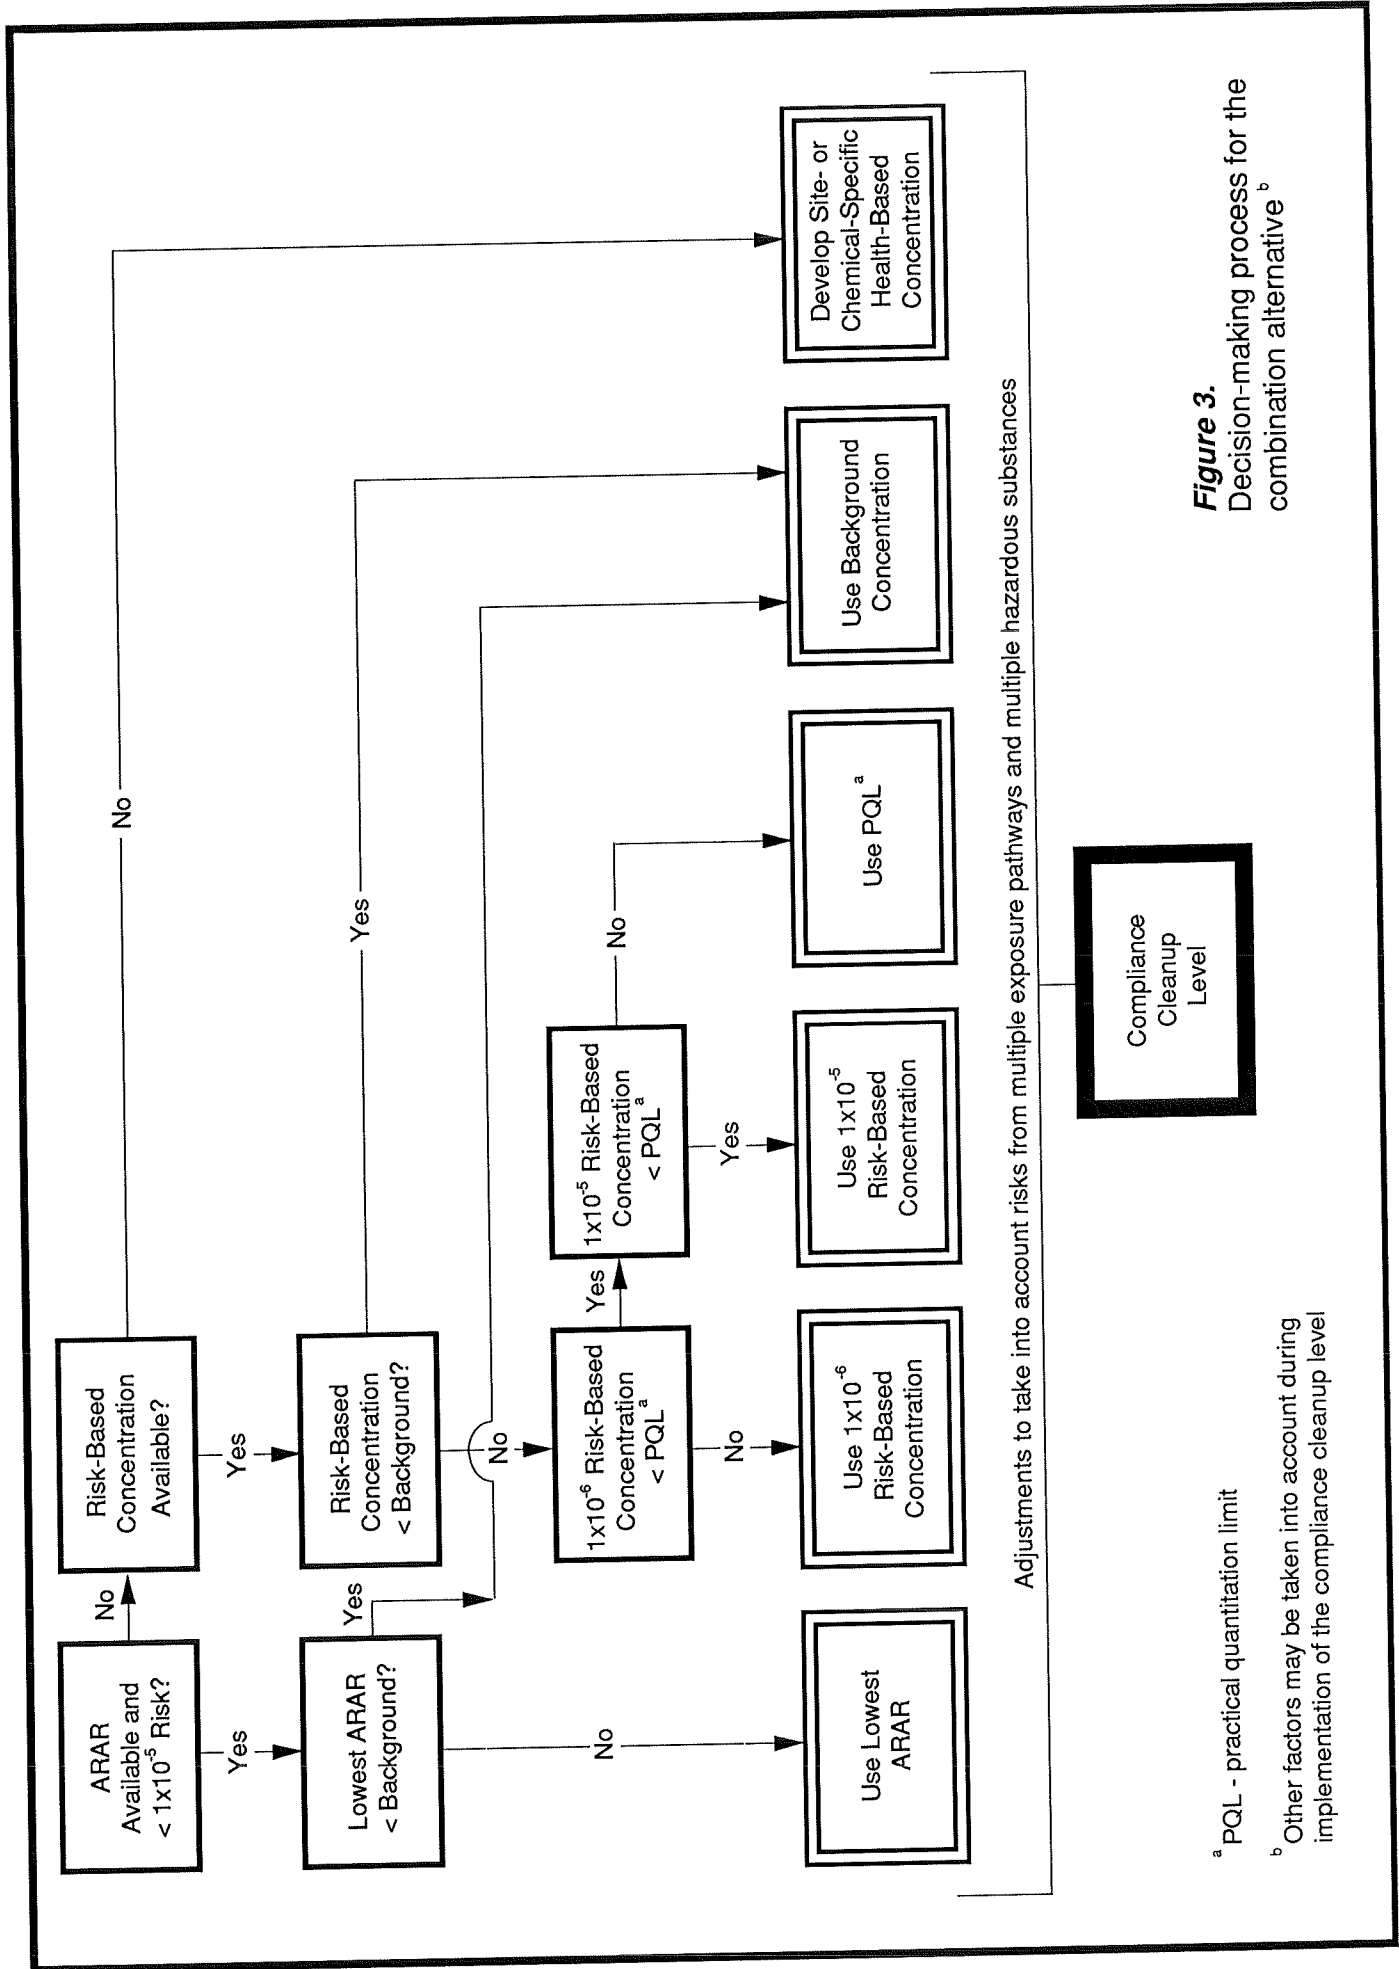 ARAR
Available and
< 1x10⁻⁵ Risk?
No
Risk-Based
Concentration
Available?
No
Yes
Yes
Lowest ARAR
< Background?
Yes
Risk-Based
Concentration
< Background?
Yes
No
1x10⁻⁶ Risk-Based
Concentration
< PQLᵃ
Yes
1x10⁻⁵ Risk-Based
Concentration
< PQLᵃ
No
No
No
Yes
Use Lowest
ARAR
Use 1x10⁻⁶
Risk-Based
Concentration
Use 1x10⁻⁵
Risk-Based
Concentration
Use PQLᵃ
Use Background
Concentration
Develop Site- or
Chemical-Specific
Health-Based
Concentration
Adjustments to take into account risks from multiple exposure pathways and multiple hazardous substances
Compliance
Cleanup
Level
ᵃ PQL - practical quantitation limit
ᵇ Other factors may be taken into account during
implementation of the compliance cleanup level
Figure 3.
Decision-making process for the
combination alternative ᵇ